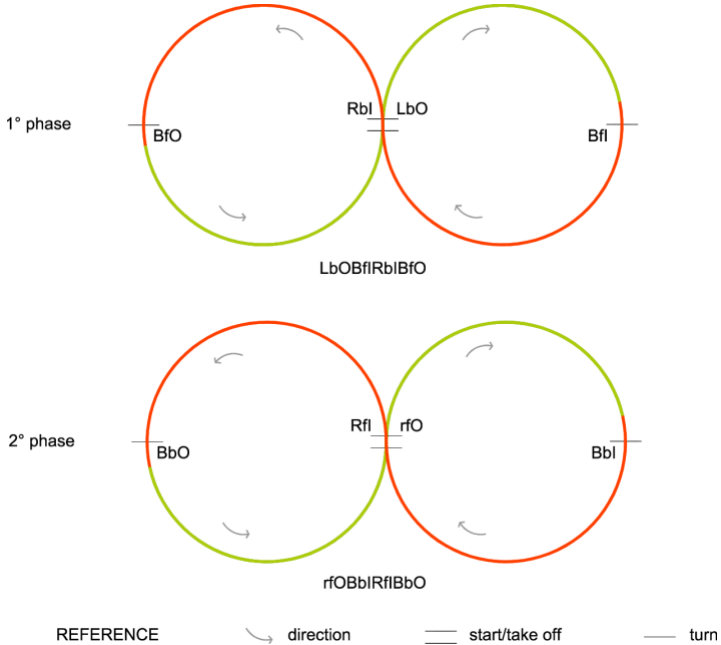 1° phase
BfO
RbI
LbO
BfI
LbOBfIRbIBfO
2° phase
BbO
RfI
rfO
BbI
rfOBbIRfIBbO
REFERENCE
direction
start/take off
turn